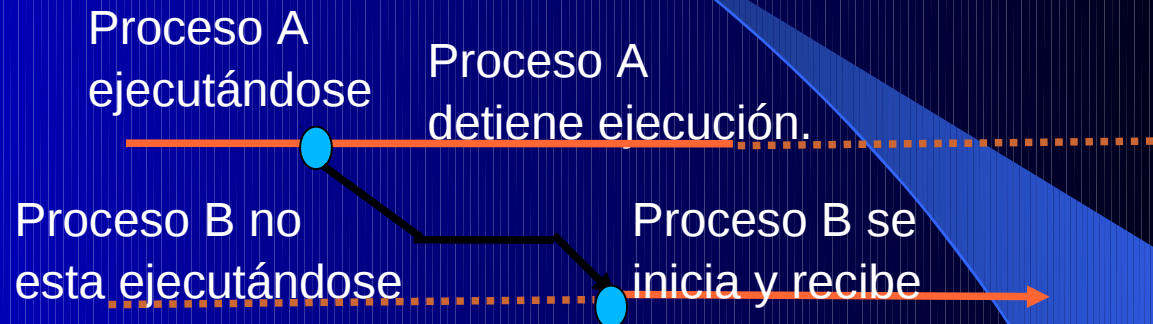 Proceso A
ejecutándose
Proceso A
detiene ejecución.
Proceso B no
esta ejecutándose
Proceso B se
inicia y recibe